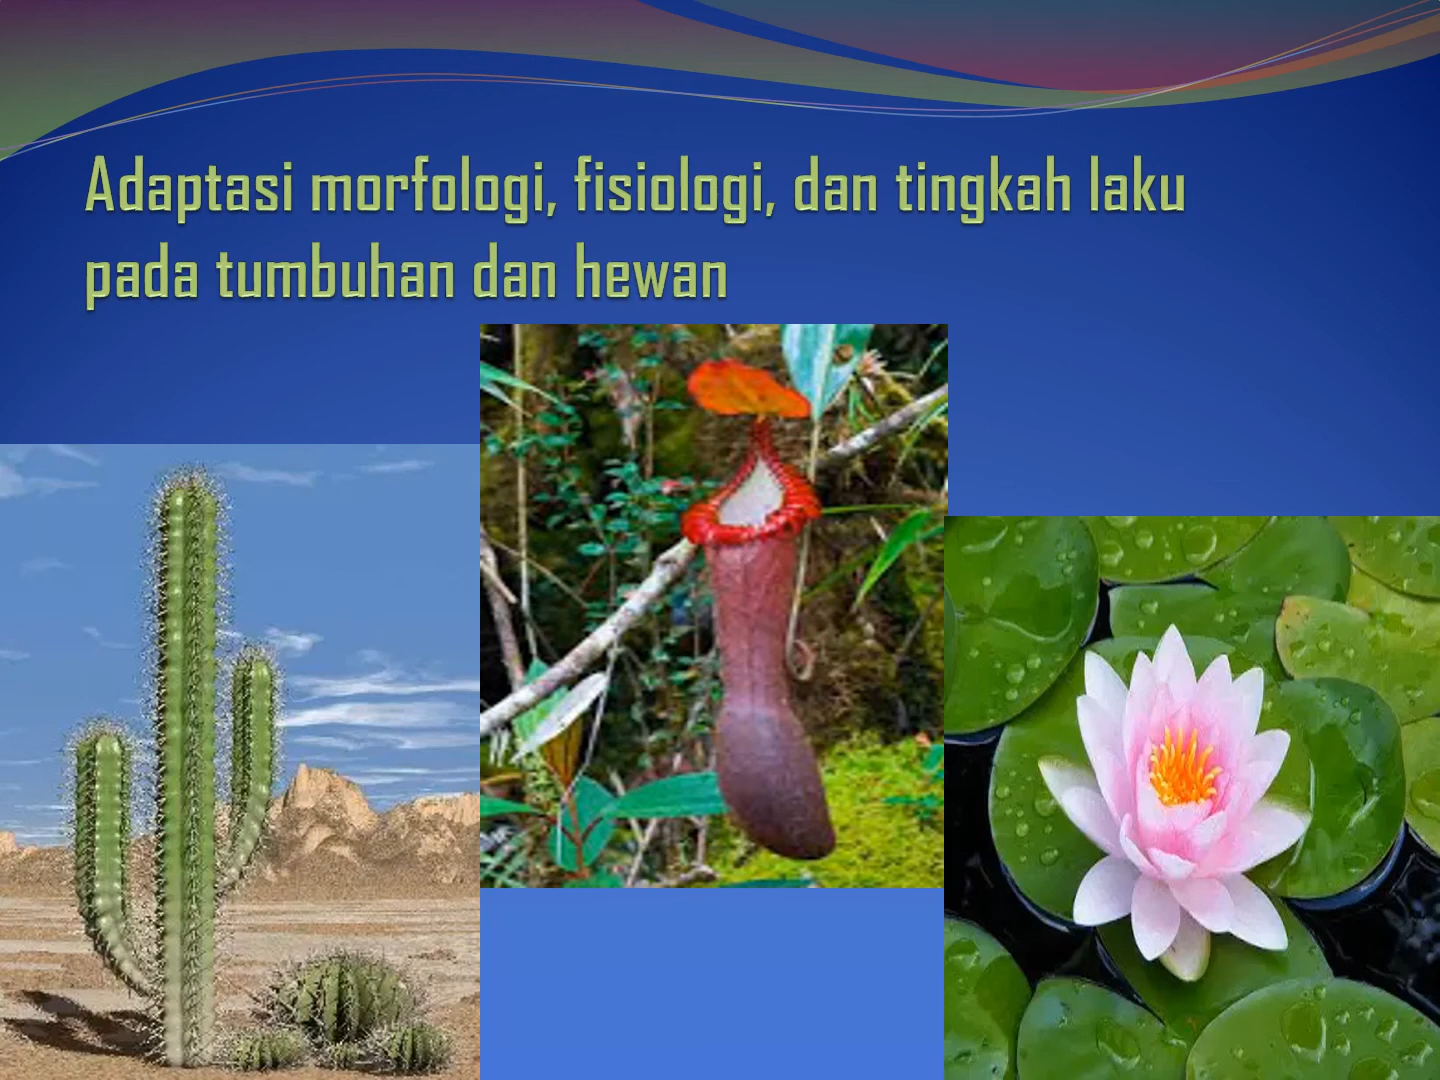 Adaptasi morfologi, fisiologi, dan tingkah laku
pada tumbuhan dan hewan